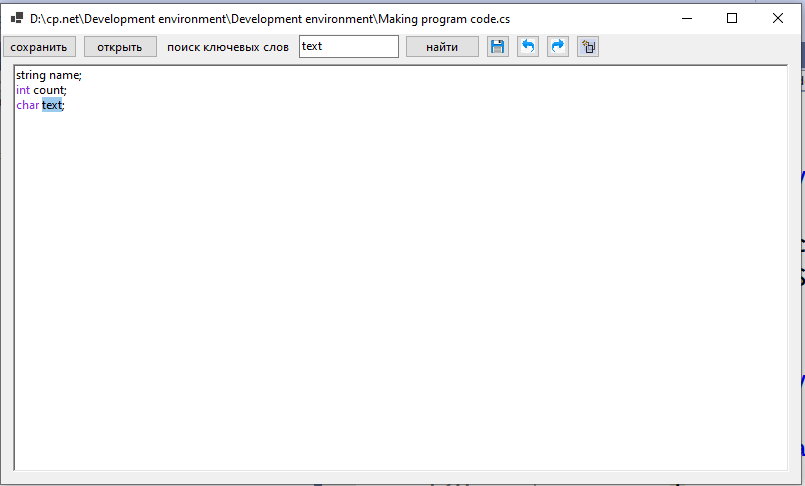 D:\cp.net\Development environment\Development environment\Making program code.cs
сохранить открыть поиск ключевых слов text найти
string name;
int count;
char text;